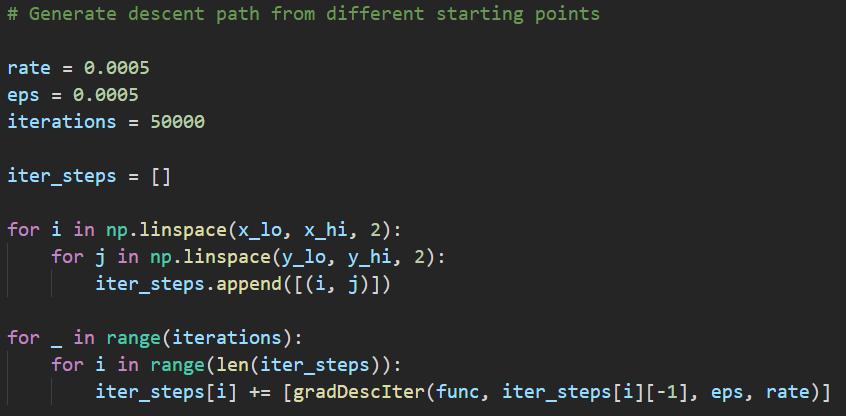 # Generate descent path from different starting points
rate = 0.0005
eps = 0.0005
iterations = 50000
iter_steps = []
for i in np.linspace(x_lo, x_hi, 2):
    for j in np.linspace(y_lo, y_hi, 2):
        iter_steps.append([(i, j)])
for _ in range(iterations):
    for i in range(len(iter_steps)):
        iter_steps[i] += [gradDescIter(func, iter_steps[i][-1], eps, rate)]